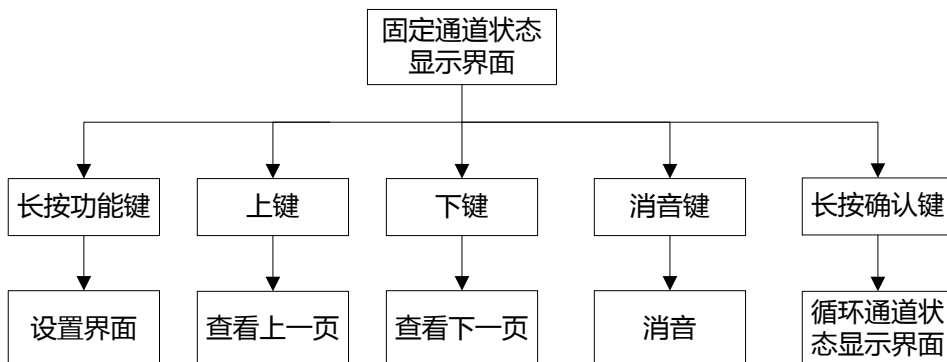 固定通道状态
显示界面
长按功能键
上键
下键
消音键
长按确认键
设置界面
查看上一页
查看下一页
消音
循环通道状
态显示界面